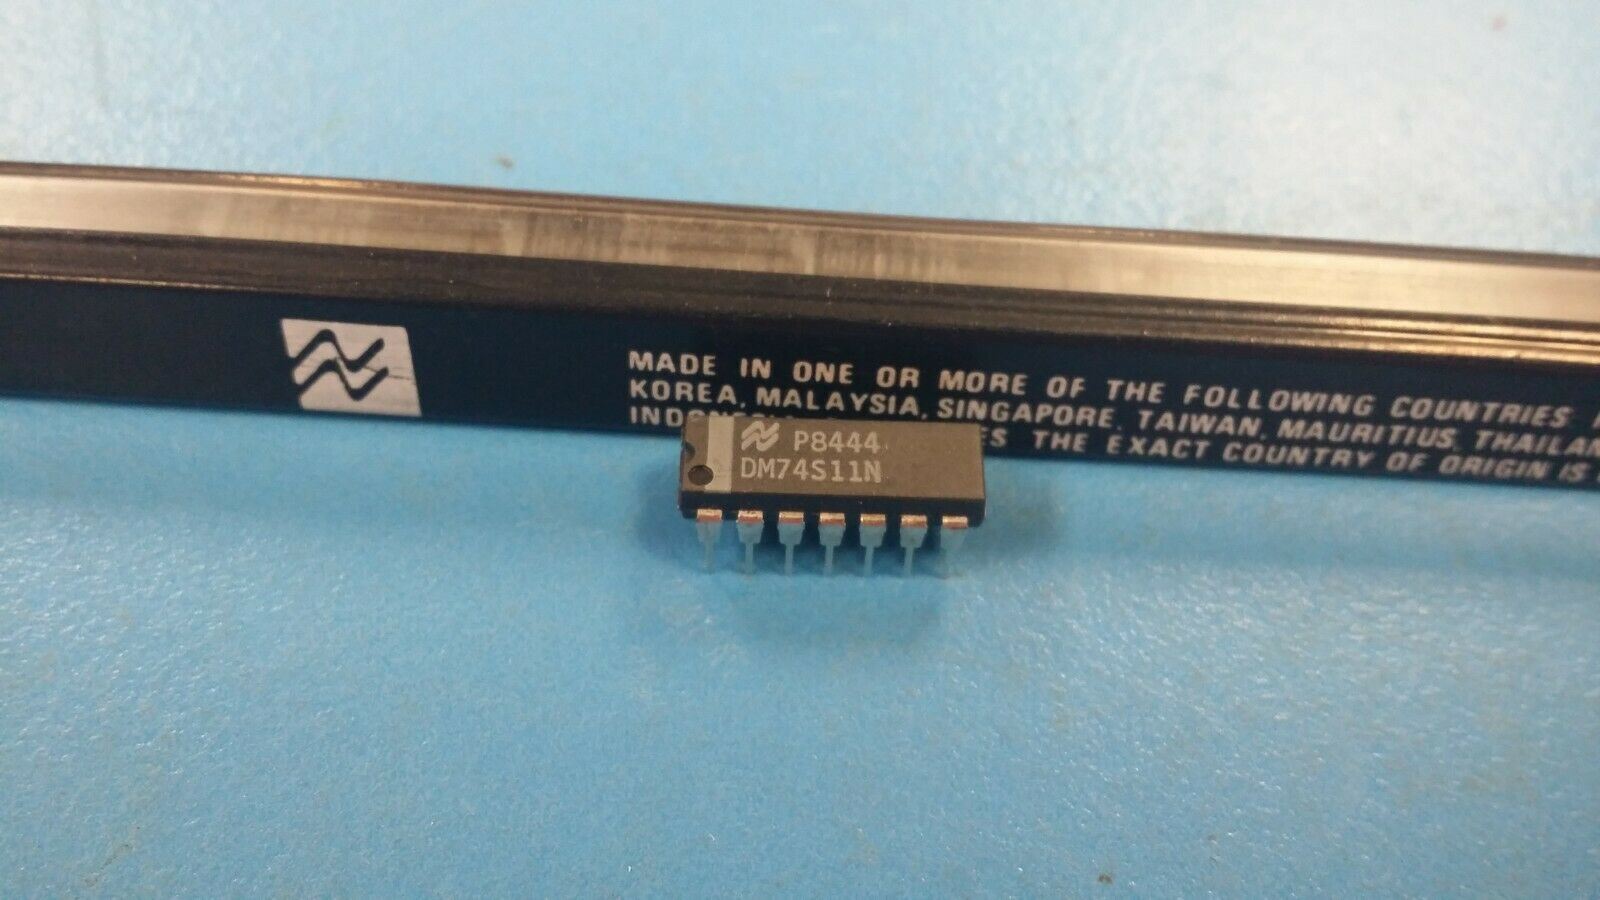 MADE IN ONE OR MORE OF THE FOLLOWING COUNTRIES
KOREA, MALAYSIA, SINGAPORE, TAIWAN, MAURITIUS, THAILAN
THE EXACT COUNTRY OF ORIGIN IS
P8444
DM74S11N